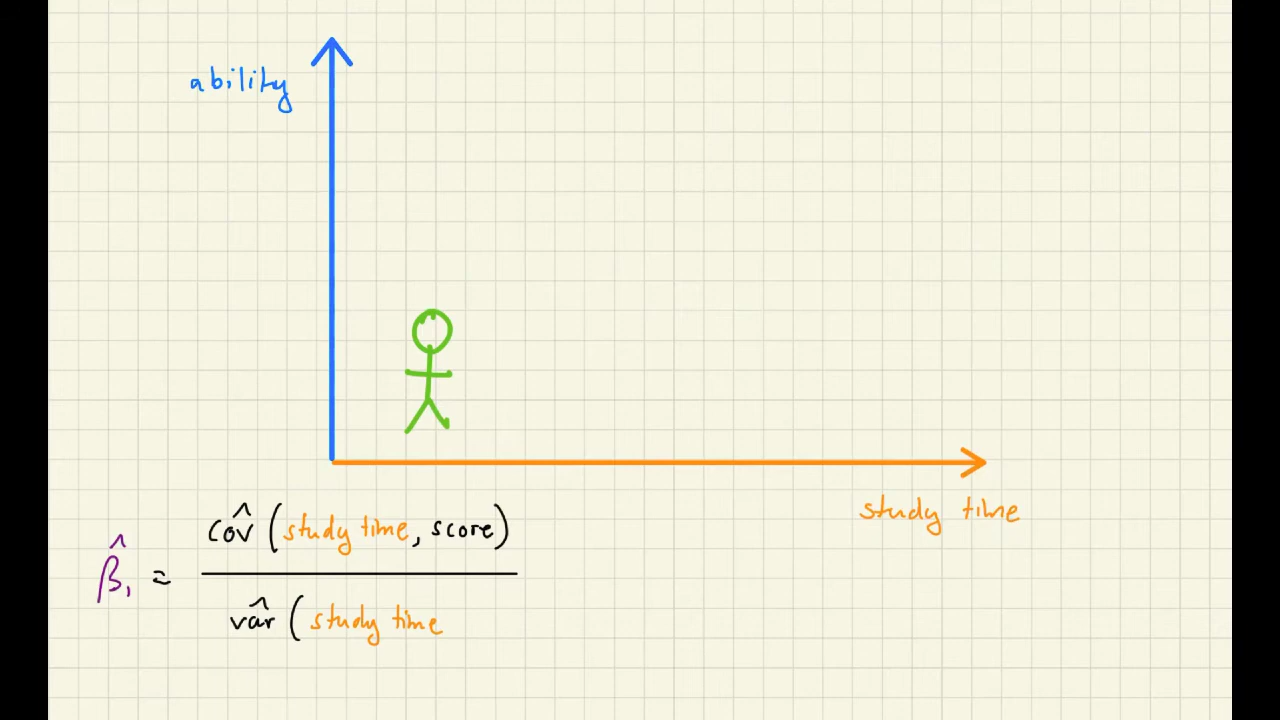 ability
study time
côv (study time, score)
β̂₁ =
vâr (study time